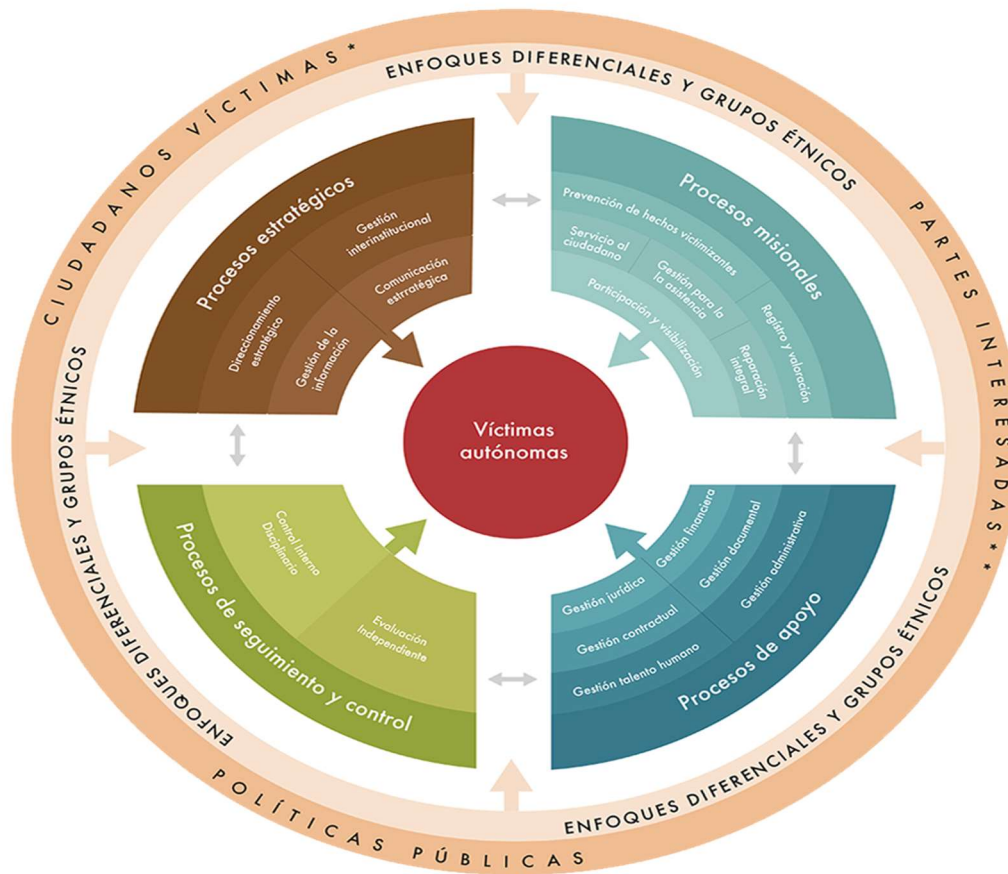 CIUDADANOS VÍCTIMAS*
PARTES INTERESADAS**
POLÍTICAS PÚBLICAS
ENFOQUES DIFERENCIALES Y GRUPOS ÉTNICOS
ENFOQUES DIFERENCIALES Y GRUPOS ÉTNICOS
ENFOQUES DIFERENCIALES Y GRUPOS ÉTNICOS
ENFOQUES DIFERENCIALES Y GRUPOS ÉTNICOS
Procesos estratégicos
Gestión
interinstitucional
Direccionamiento
estratégico
Comunicación
estrratégica
Gestión de la
información
Procesos misionales
Prevención de hechos victimizantes
Registro y valoración
Servicio al
ciudadano
Gestión para la
la asistencia
Reparación
integral
Participación y visibilización
Víctimas
autónomas
Procesos de seguimiento y control
Control Interno
Disciplinario
Evaluación
Independiente
Procesos de apoyo
Gestión financiera
Gestión jurídica
Gestión documental
Gestión contractual
Gestión administrativa
Gestión talento humano